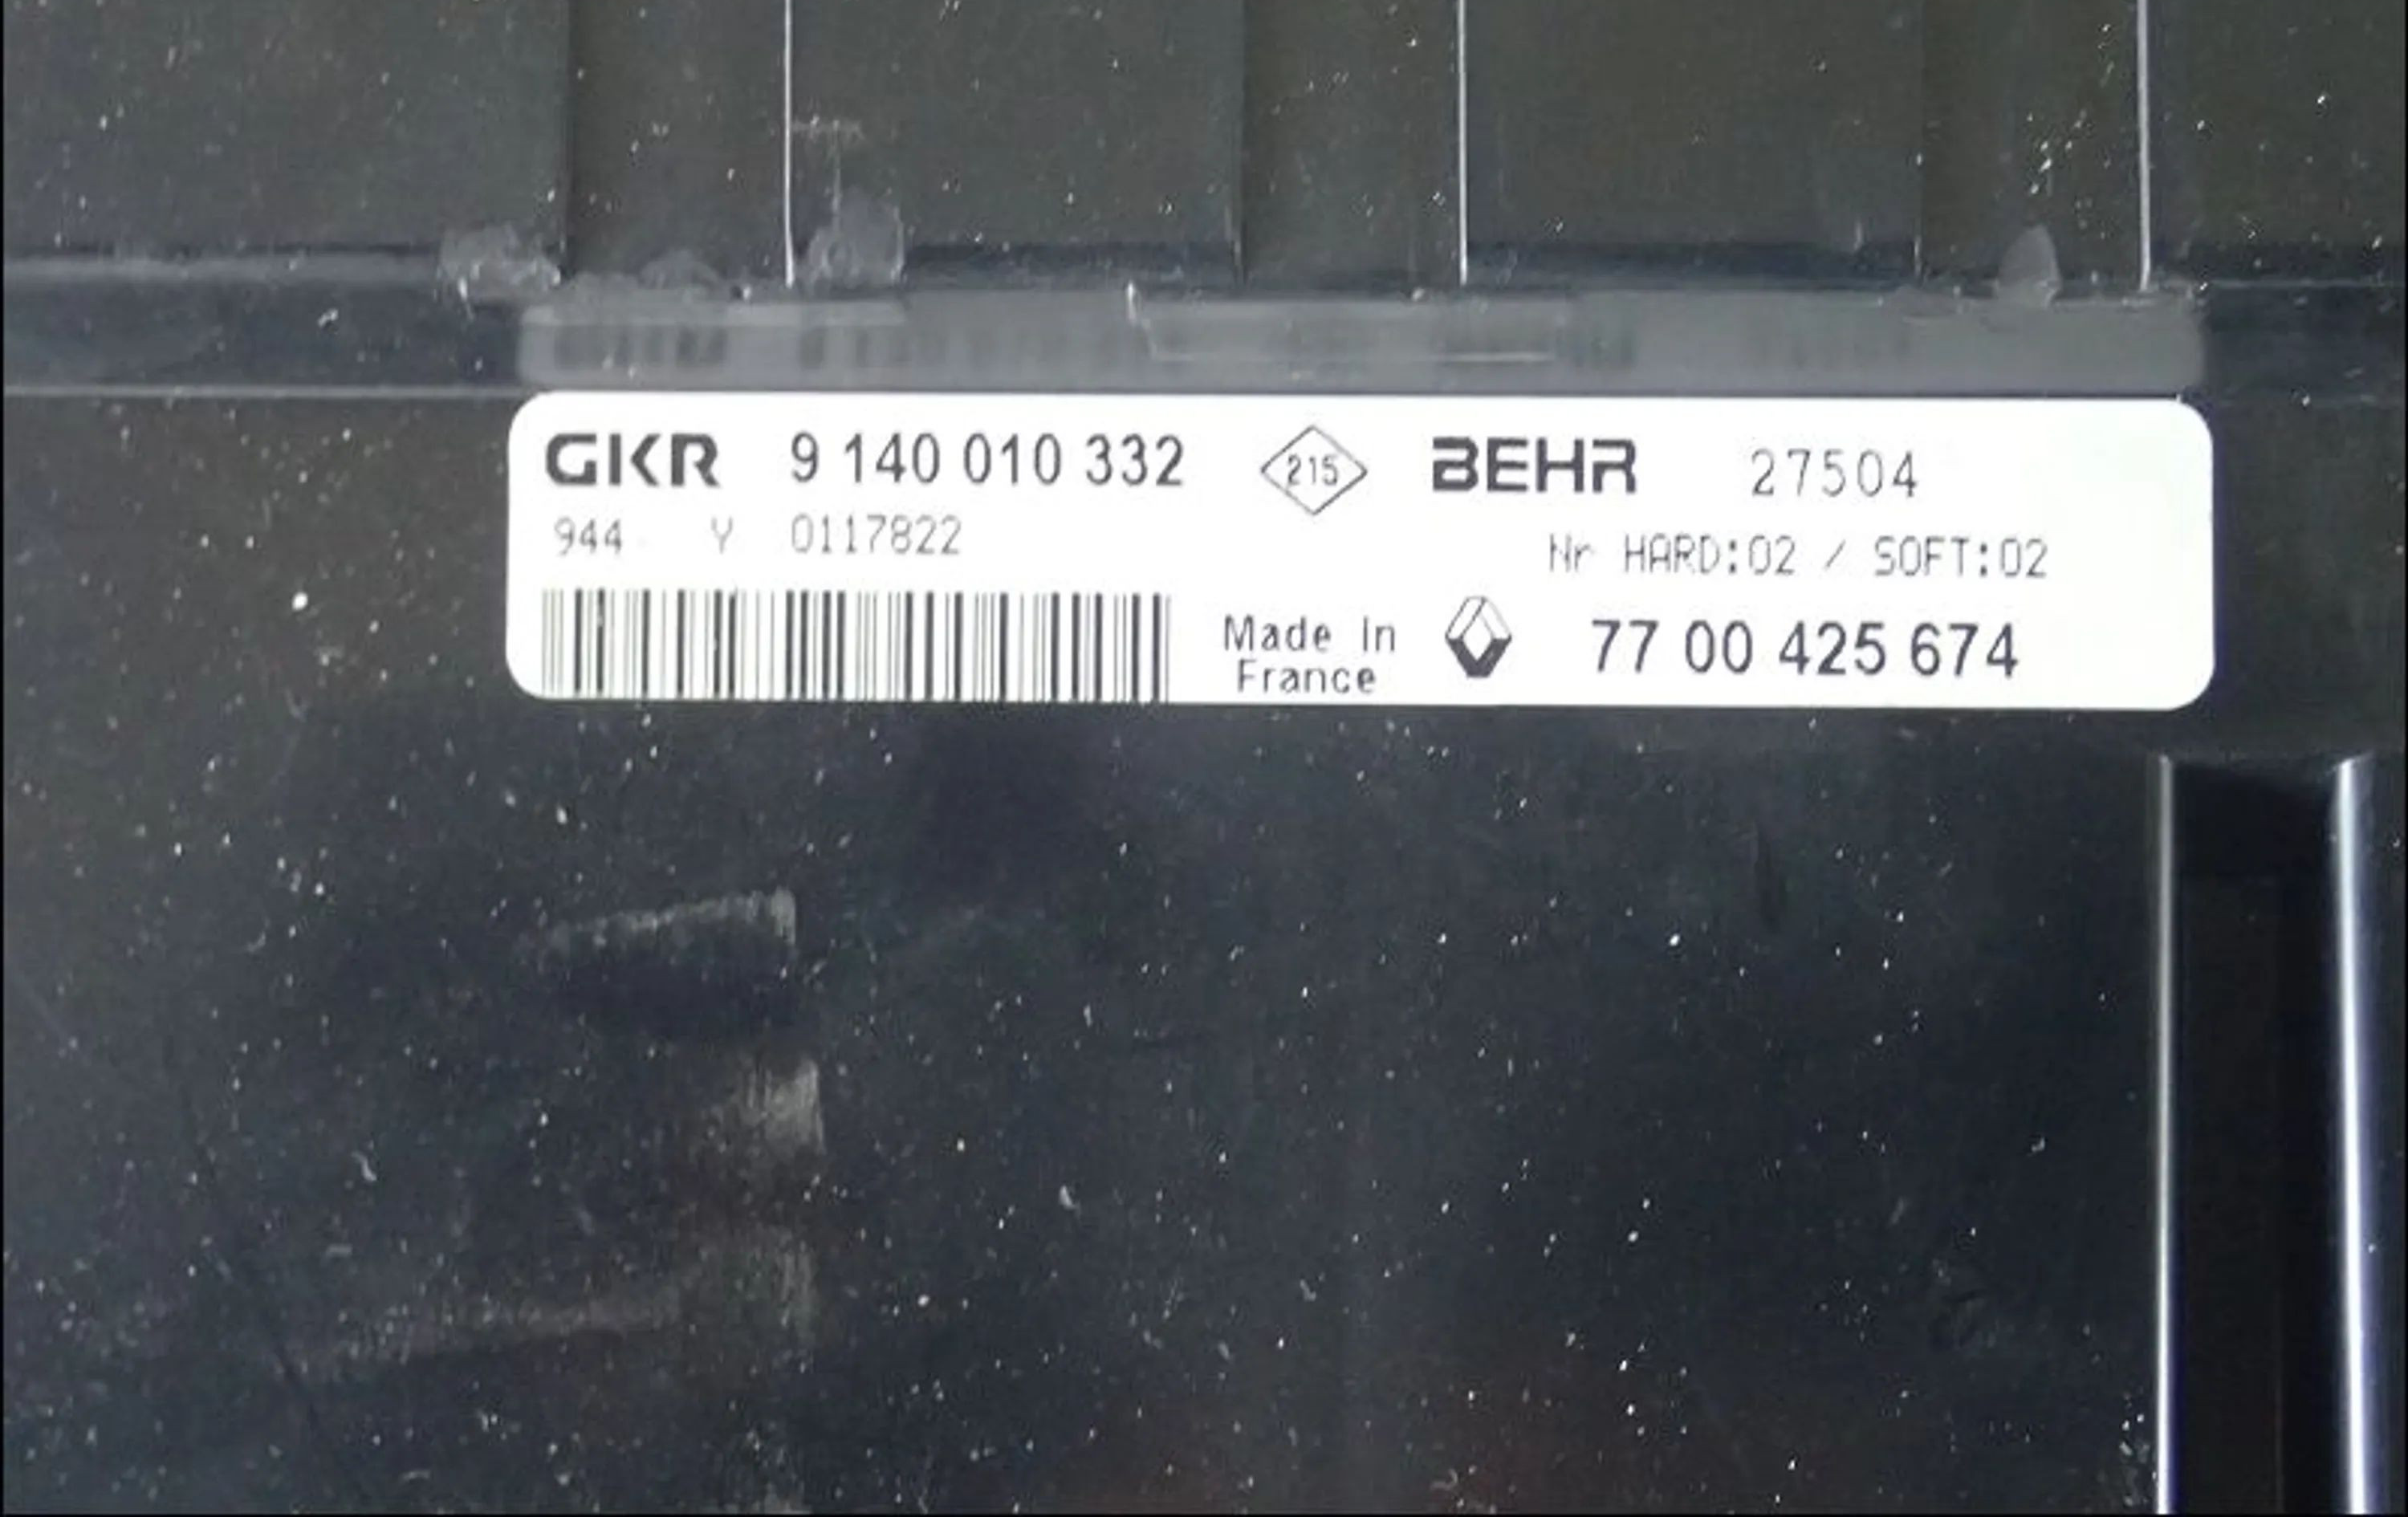 GKR 9 140 010 332 215 BEHR 27504
944 Y 0117822 Nr HARD:02 / SOFT:02
Made In France 77 00 425 674